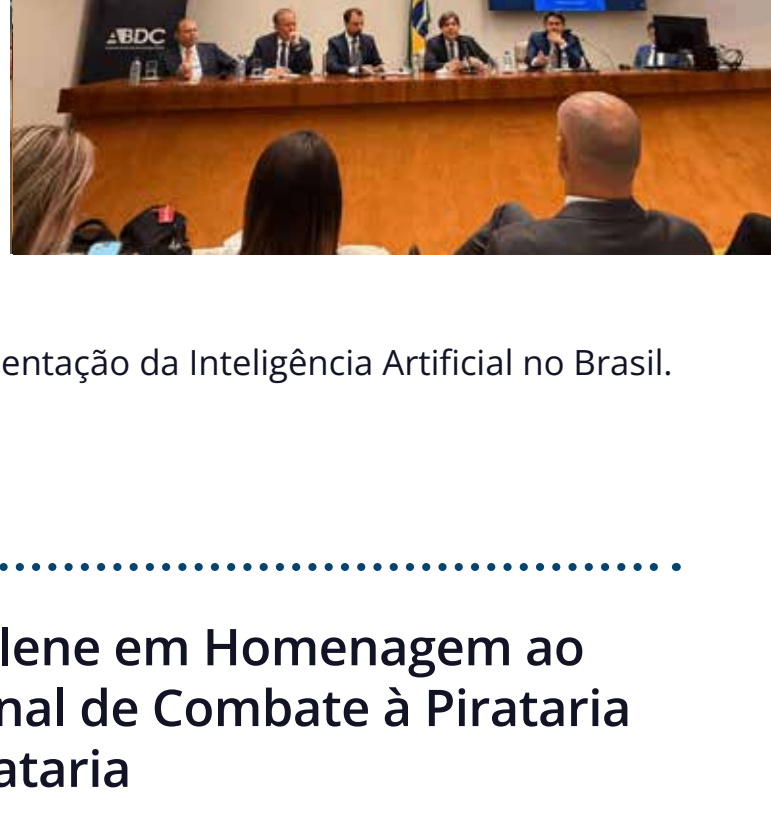 ABDC
entação da Inteligência Artificial no Brasil.
lene em Homenagem ao
nal de Combate à Pirataria
ataria